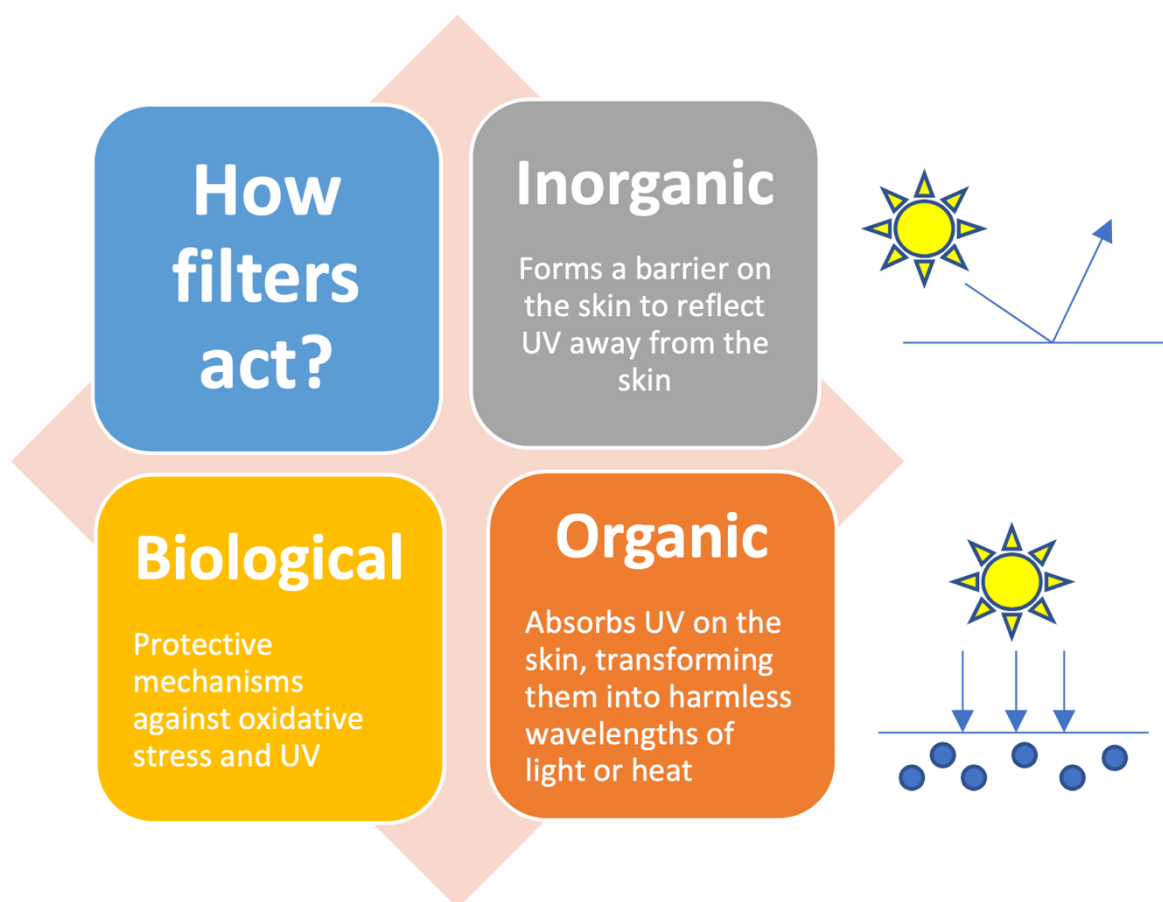 How
filters
act?
Inorganic
Forms a barrier on
the skin to reflect
UV away from the
skin
Biological
Protective
mechanisms
against oxidative
stress and UV
Organic
Absorbs UV on the
skin, transforming
them into harmless
wavelengths of
light or heat